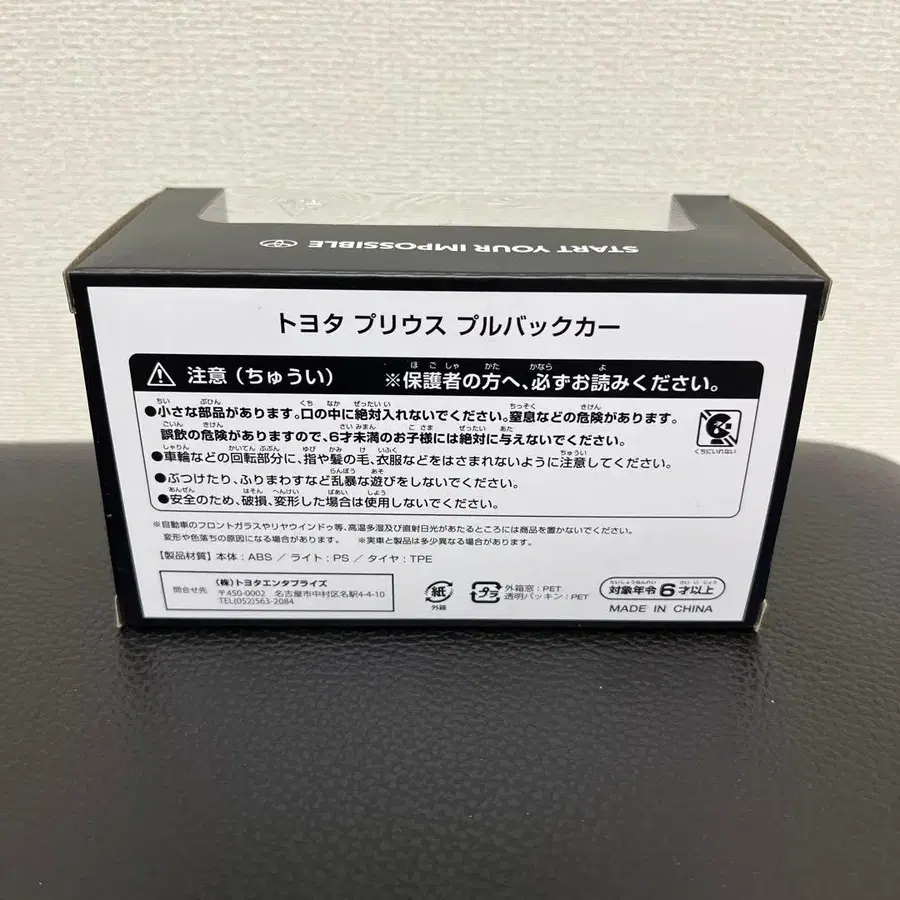 START YOUR IMPOSSIBLE
トヨタ プリウス プルバックカー
注意(ちゅうい) ※保護者の方へ、必ずお読みください。
●小さな部品があります。口の中に絶対入れないでください。窒息などの危険があります。
誤飲の危険がありますので、6才未満のお子様には絶対に与えないでください。
●車輪などの回転部分に、指や髪の毛、衣服などをはさまれないように注意してください。
●ぶつけたり、ふりまわすなど乱暴な遊びをしないでください。
●安全のため、破損、変形した場合は使用しないでください。
くちにいれない
※自動車のフロントガラスやリヤウインドゥ等、高温多湿及び直射日光があたるところには商品を置かないでください。
変形や色落ちの原因になる場合があります。 ※実車と製品は多少異なる場合があります。
【製品材質】本体:ABS / ライト:PS / タイヤ:TPE
問合せ先
(株)トヨタエンタプライズ
〒450-0002 名古屋市中村区名駅4-4-10
TEL(052)563-2084
紙
外箱
プラ
外箱窓:PET
透明パッキン:PET
たいしょうねんれい さい いじょう
対象年令 6才以上
MADE IN CHINA